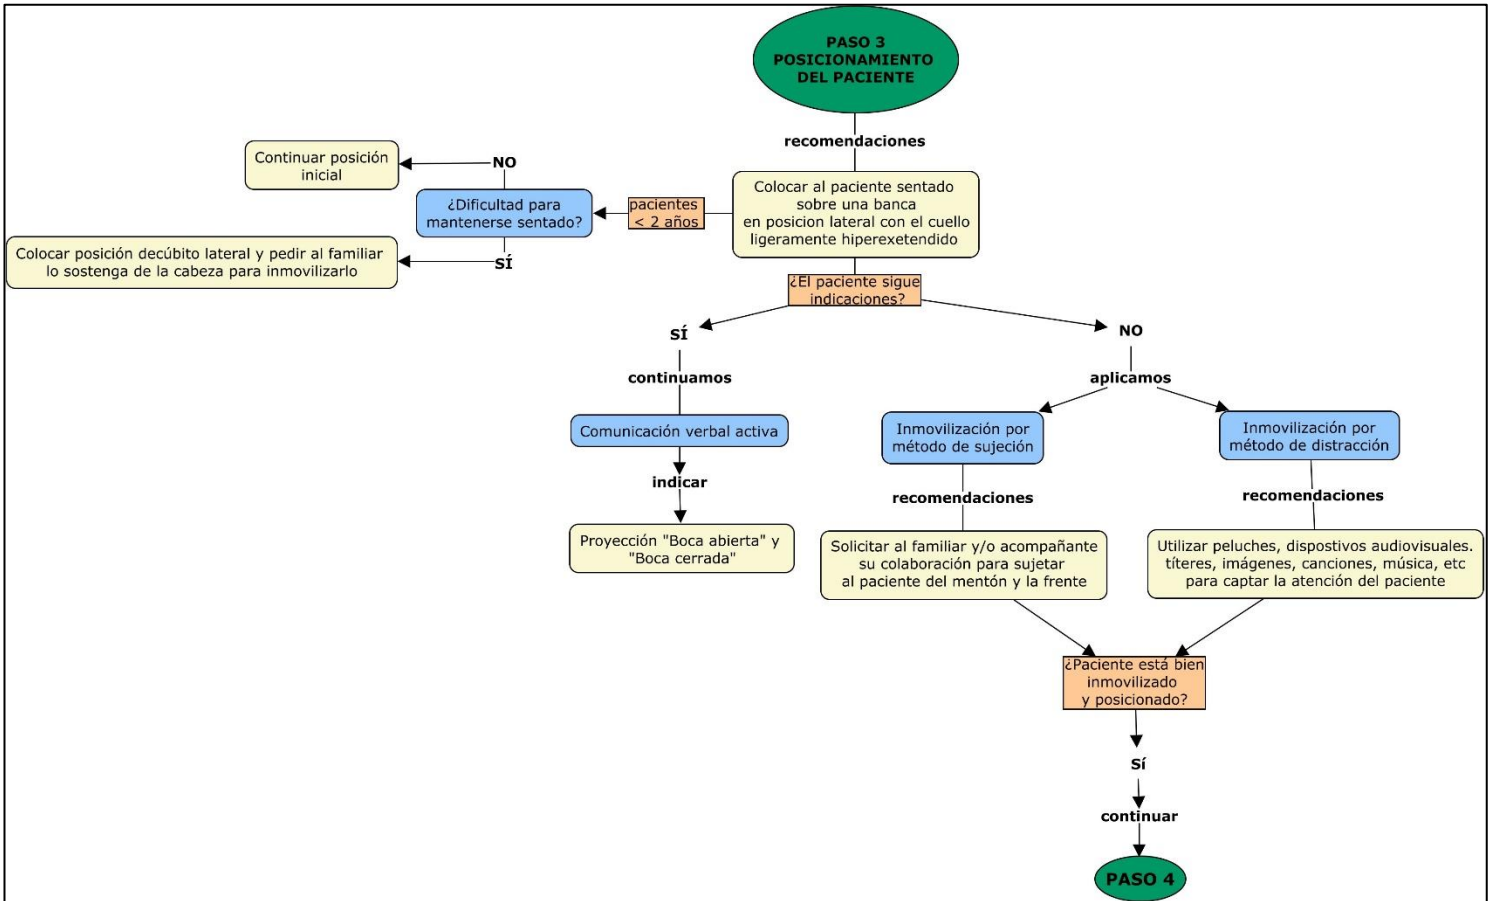 PASO 3
POSICIONAMIENTO
DEL PACIENTE
recomendaciones
Colocar al paciente sentado
sobre una banca
en posicion lateral con el cuello
ligeramente hiperexetendido
pacientes
< 2 años
¿Dificultad para
mantenerse sentado?
NO
Continuar posición
inicial
SÍ
Colocar posición decúbito lateral y pedir al familiar
lo sostenga de la cabeza para inmovilizarlo
¿El paciente sigue
indicaciones?
SÍ
continuamos
Comunicación verbal activa
indicar
Proyección "Boca abierta" y
"Boca cerrada"
NO
aplicamos
Inmovilización por
método de sujeción
recomendaciones
Solicitar al familiar y/o acompañante
su colaboración para sujetar
al paciente del mentón y la frente
Inmovilización por
método de distracción
recomendaciones
Utilizar peluches, dispostivos audiovisuales.
títeres, imágenes, canciones, música, etc
para captar la atención del paciente
¿Paciente está bien
inmovilizado
y posicionado?
Sí
continuar
PASO 4